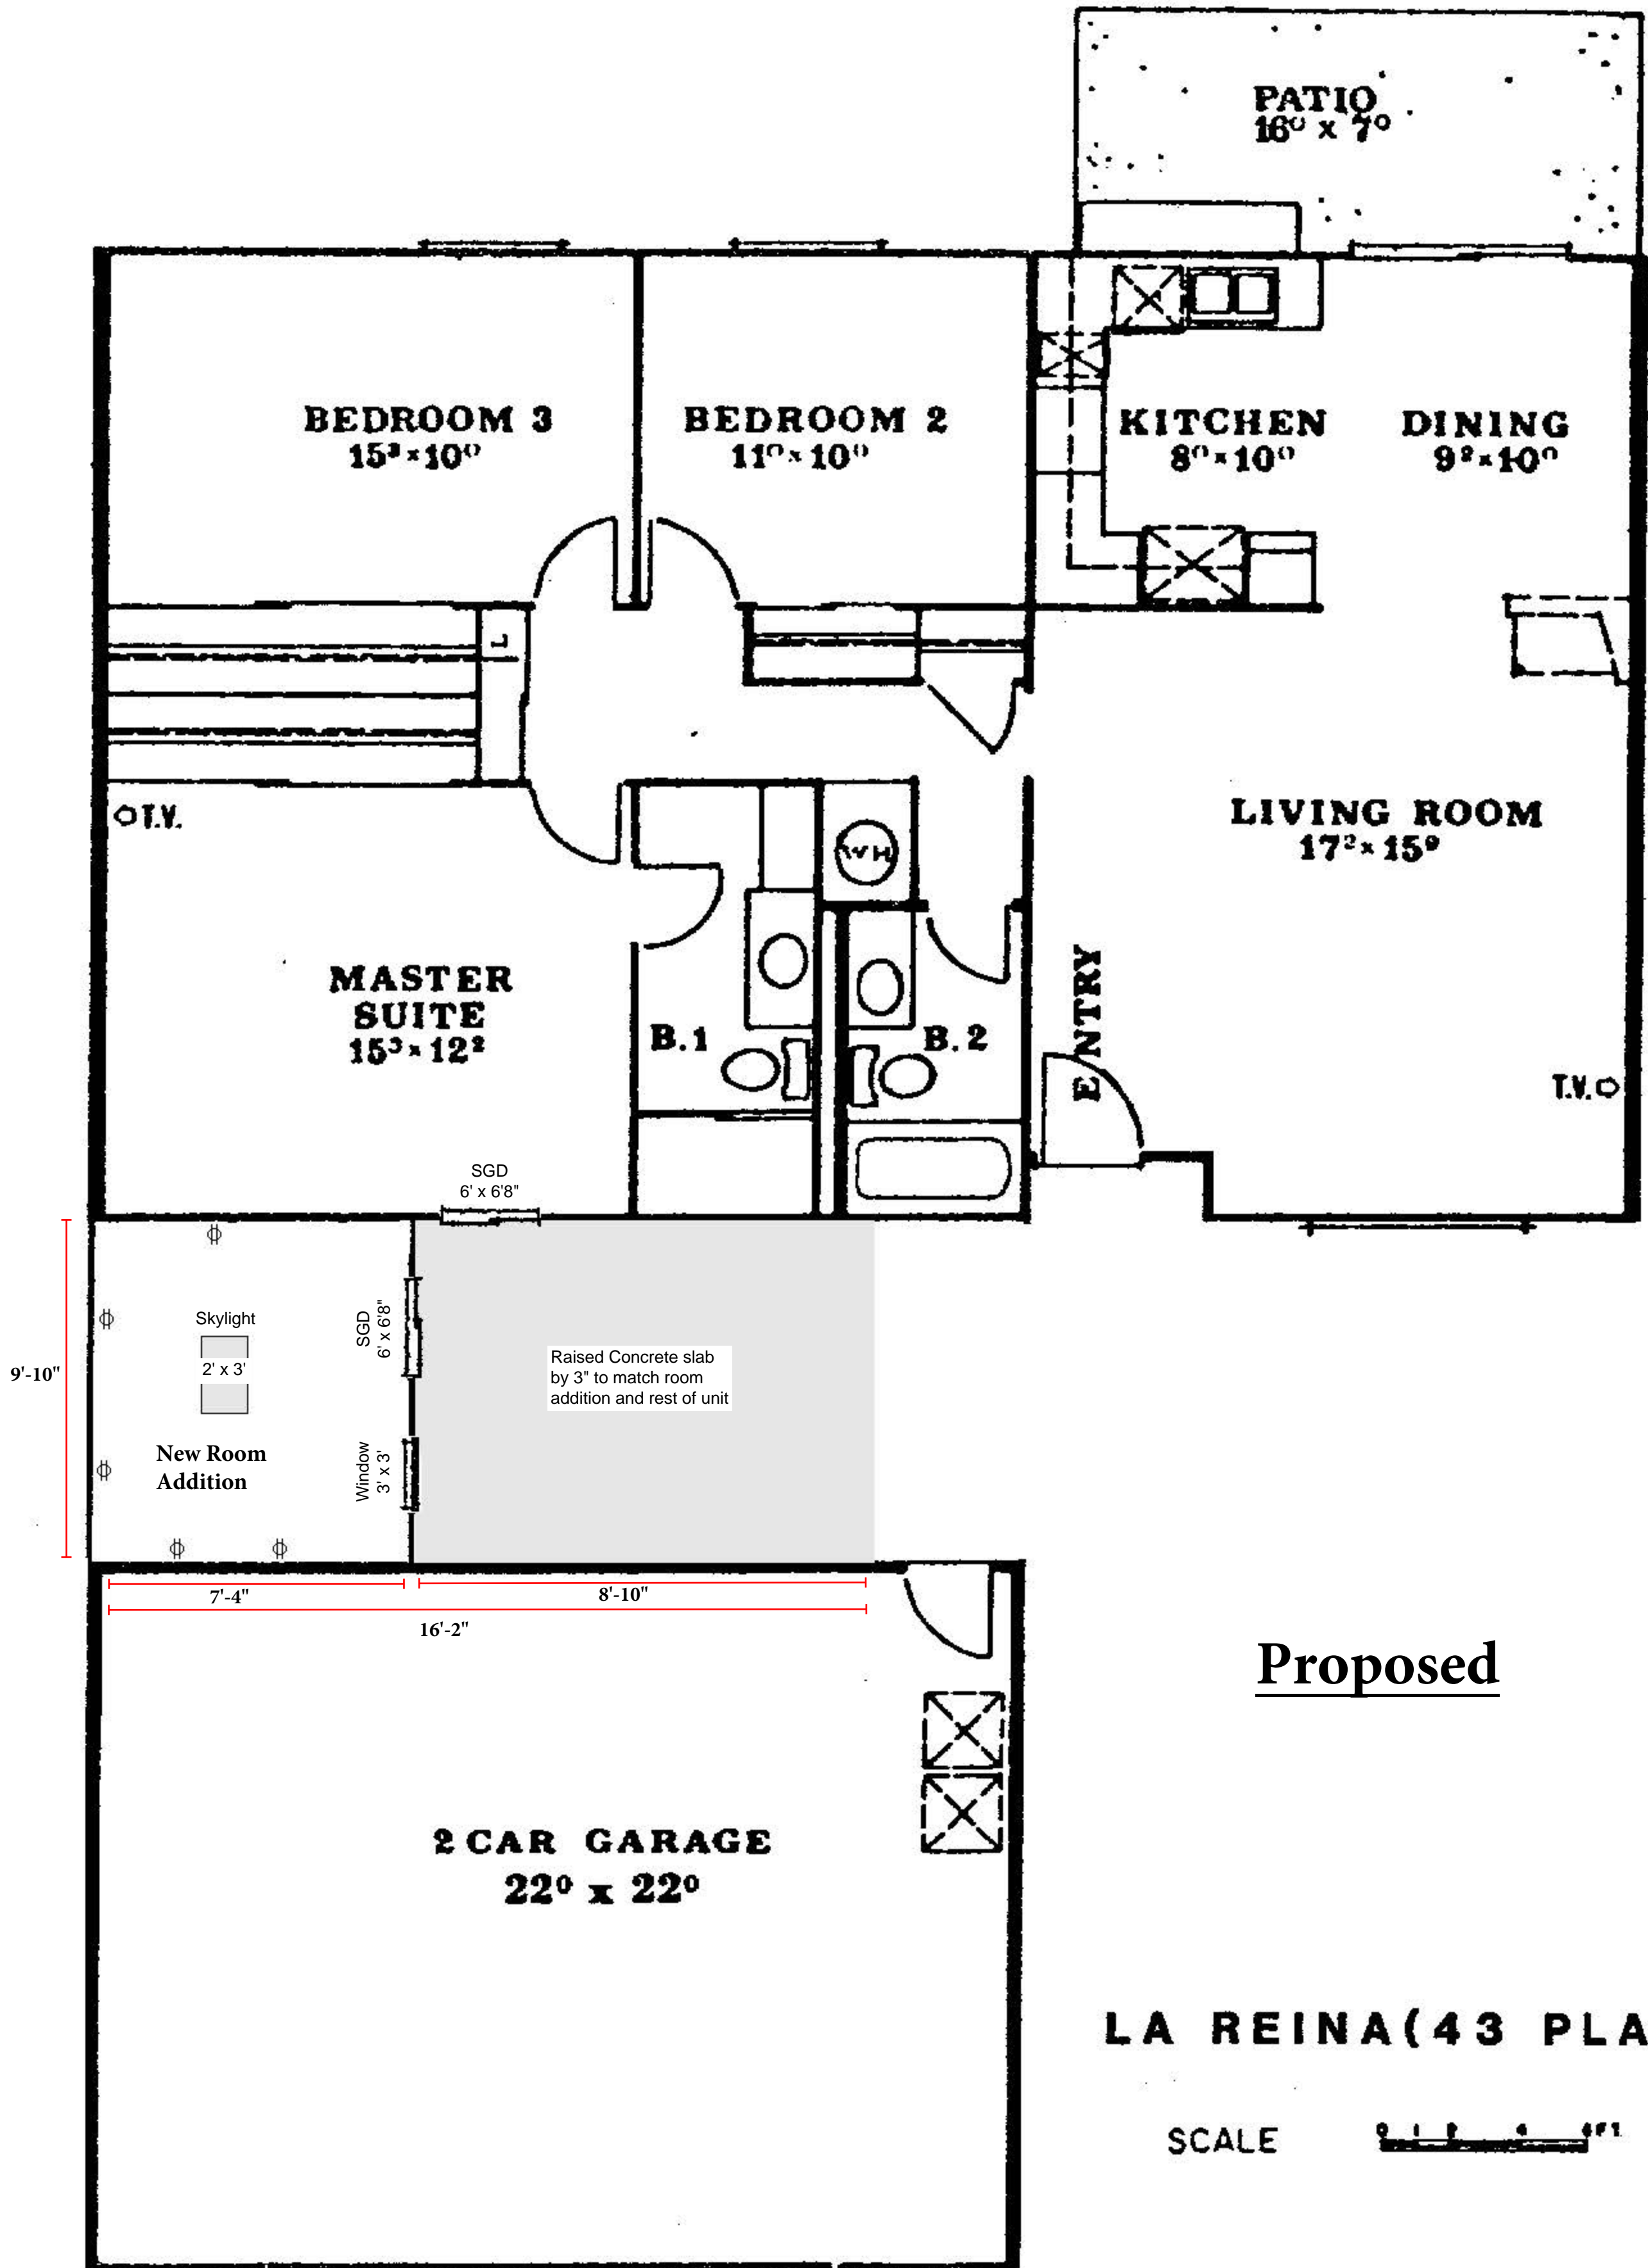 PATIO
16⁰ x 7⁰
BEDROOM 3
15³ x 10⁰
BEDROOM 2
11⁰ x 10⁰
KITCHEN
8⁰ x 10⁰
DINING
9² x 10⁰
L
T.V.
WH
LIVING ROOM
17² x 15⁹
MASTER
SUITE
15³ x 12²
B.1
B.2
ENTRY
T.V.
SGD
6' x 6'8"
9'-10"
Skylight
2' x 3'
SGD
6' x 6'8"
Raised Concrete slab
by 3" to match room
addition and rest of unit
New Room
Addition
Window
3' x 3'
7'-4"
8'-10"
16'-2"
Proposed
2 CAR GARAGE
22⁰ x 22⁰
LA REINA(43 PLA
SCALE
0 1 2 4